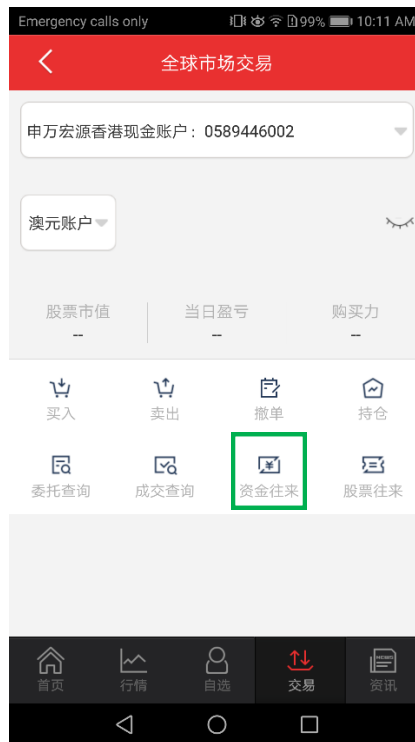 Emergency calls only 99% 10:11 AM
全球市场交易
申万宏源香港现金账户：0589446002
澳元账户
股票市值 当日盈亏 购买力
-- -- --
买入 卖出 撤单 持仓
委托查询 成交查询 资金往来 股票往来
首页 行情 自选 交易 资讯